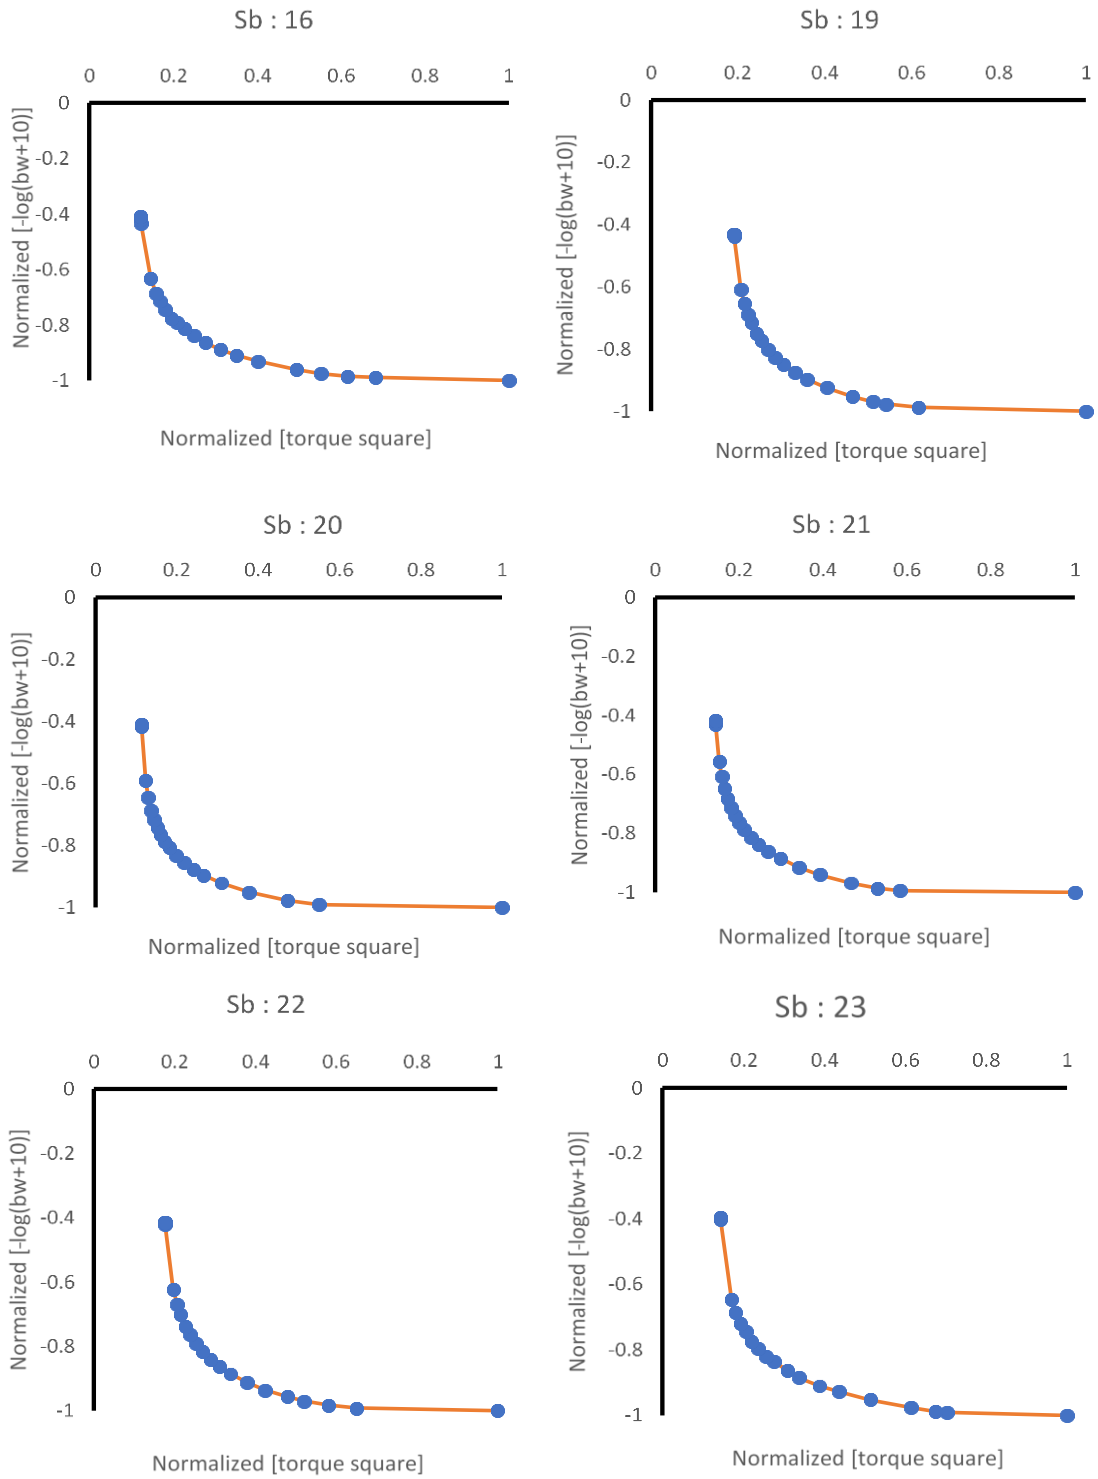 Sb : 16
0 0.2 0.4 0.6 0.8 1
0
-0.2
-0.4
-0.6
-0.8
-1
Normalized [-log(bw+10)]
Normalized [torque square]
Sb : 19
0 0.2 0.4 0.6 0.8 1
0
-0.2
-0.4
-0.6
-0.8
-1
Normalized [-log(bw+10)]
Normalized [torque square]
Sb : 20
0 0.2 0.4 0.6 0.8 1
0
-0.2
-0.4
-0.6
-0.8
-1
Normalized [-log(bw+10)]
Normalized [torque square]
Sb : 21
0 0.2 0.4 0.6 0.8 1
0
-0.2
-0.4
-0.6
-0.8
-1
Normalized [-log(bw+10)]
Normalized [torque square]
Sb : 22
0 0.2 0.4 0.6 0.8 1
0
-0.2
-0.4
-0.6
-0.8
-1
Normalized [-log(bw+10)]
Normalized [torque square]
Sb : 23
0 0.2 0.4 0.6 0.8 1
0
-0.2
-0.4
-0.6
-0.8
-1
Normalized [-log(bw+10)]
Normalized [torque square]